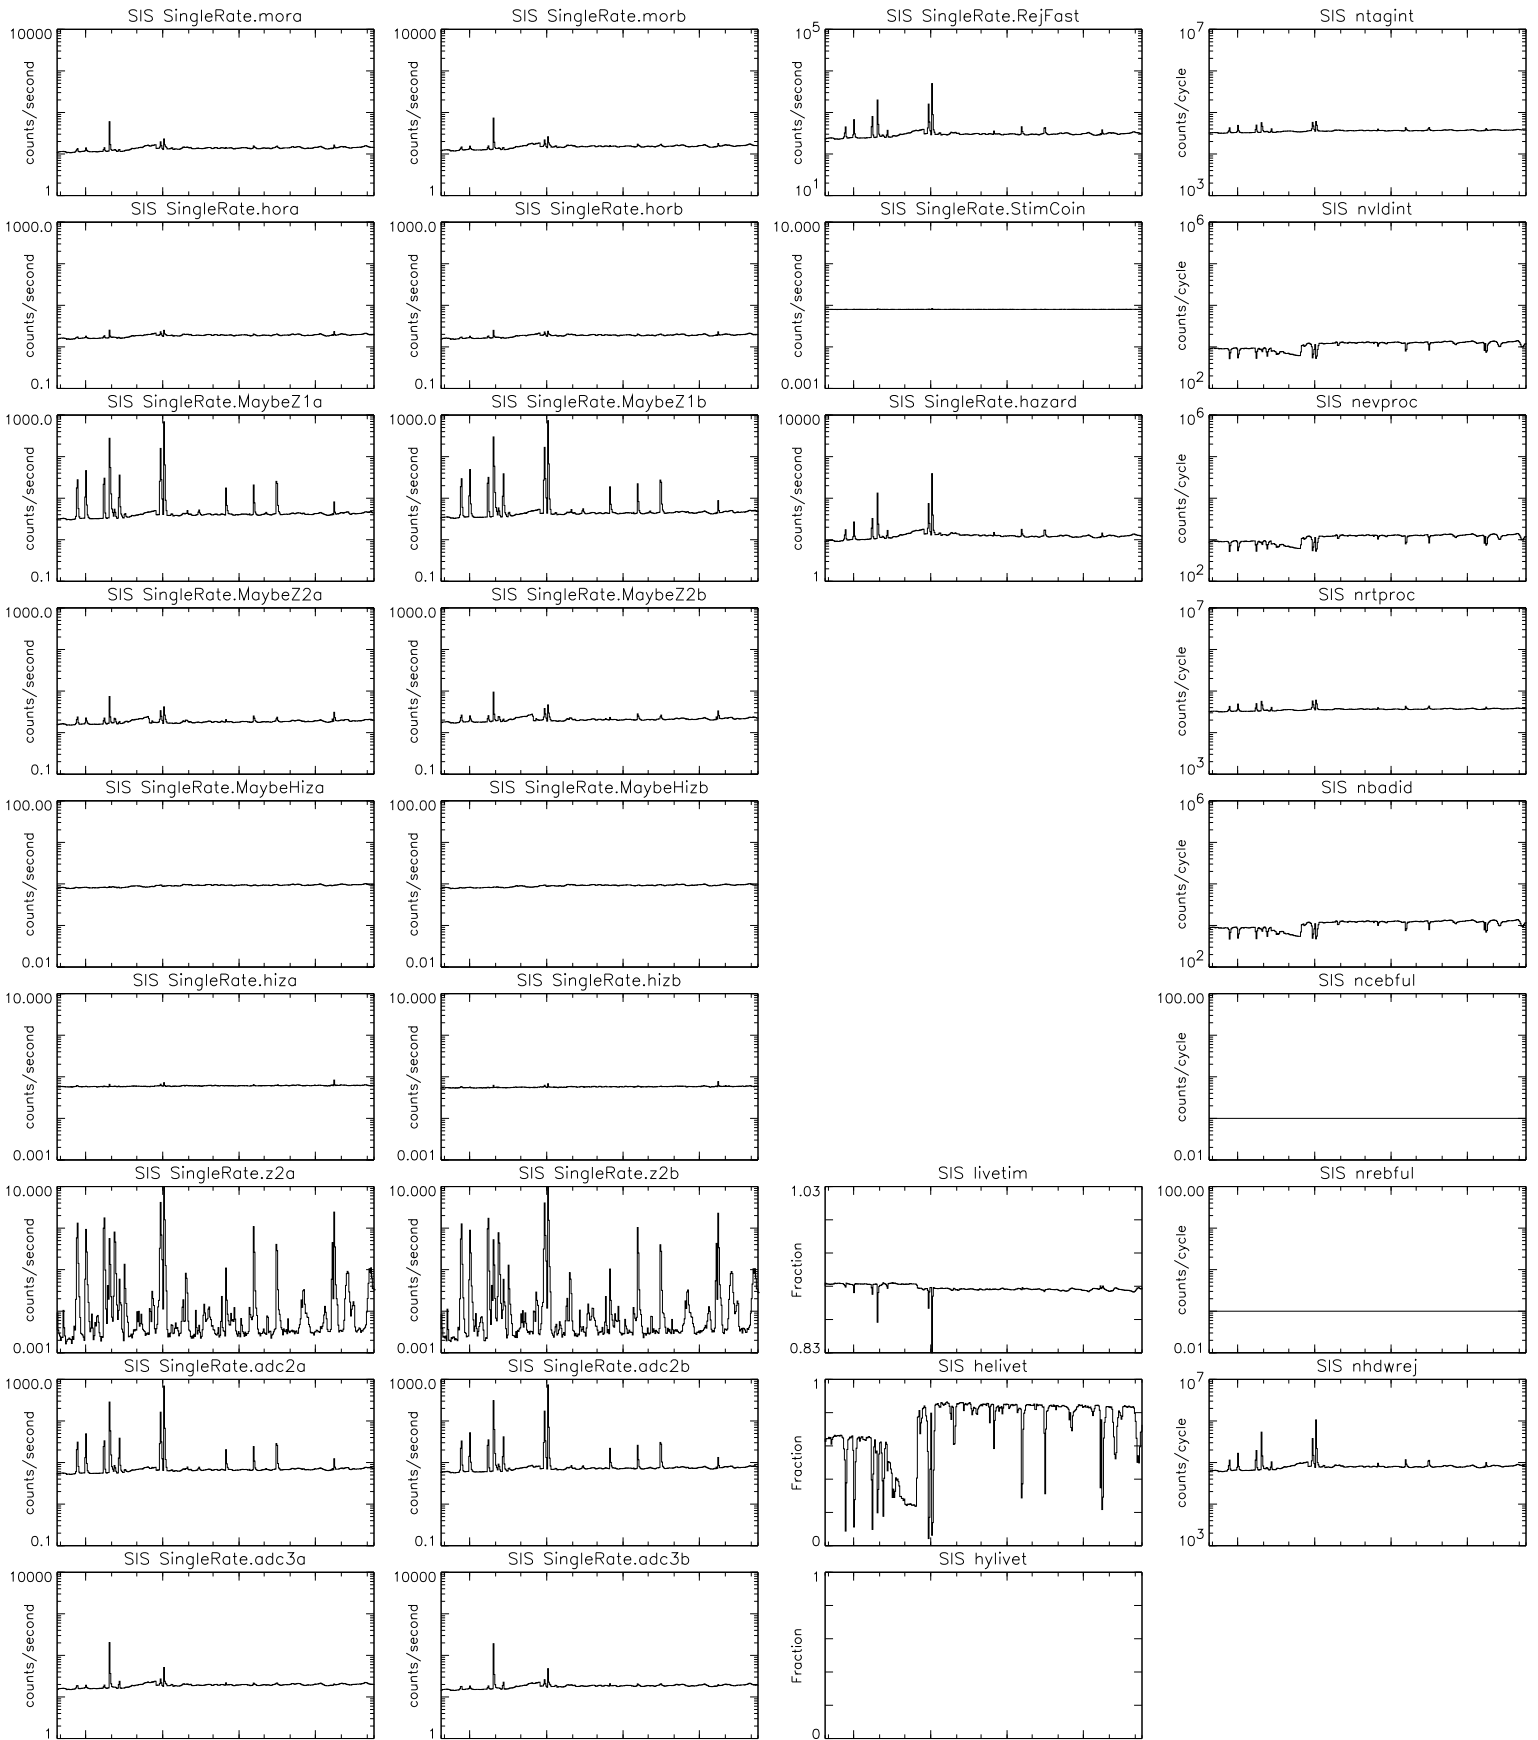 SIS SingleRate.mora
SIS SingleRate.morb
SIS SingleRate.RejFast
SIS ntagint
10000
counts/second
1
10000
counts/second
1
10^5
counts/second
10^1
10^7
counts/cycle
10^3
SIS SingleRate.hora
SIS SingleRate.horb
SIS SingleRate.StimCoin
SIS nvldint
1000.0
counts/second
0.1
1000.0
counts/second
0.1
10.000
counts/second
0.001
10^6
counts/cycle
10^2
SIS SingleRate.MaybeZ1a
SIS SingleRate.MaybeZ1b
SIS SingleRate.hazard
SIS nevproc
1000.0
counts/second
0.1
1000.0
counts/second
0.1
10000
counts/second
1
10^6
counts/cycle
10^2
SIS SingleRate.MaybeZ2a
SIS SingleRate.MaybeZ2b
SIS nrtproc
1000.0
counts/second
0.1
1000.0
counts/second
0.1
10^7
counts/cycle
10^3
SIS SingleRate.MaybeHiza
SIS SingleRate.MaybeHizb
SIS nbadid
100.00
counts/second
0.01
100.00
counts/second
0.01
10^6
counts/cycle
10^2
SIS SingleRate.hiza
SIS SingleRate.hizb
SIS ncebful
10.000
counts/second
0.001
10.000
counts/second
0.001
100.00
counts/cycle
0.01
SIS SingleRate.z2a
SIS SingleRate.z2b
SIS livetim
SIS nrebful
10.000
counts/second
0.001
10.000
counts/second
0.001
1.03
Fraction
0.83
100.00
counts/cycle
0.01
SIS SingleRate.adc2a
SIS SingleRate.adc2b
SIS helivet
SIS nhdwrej
1000.0
counts/second
0.1
1000.0
counts/second
0.1
1
Fraction
0
10^7
counts/cycle
10^3
SIS SingleRate.adc3a
SIS SingleRate.adc3b
SIS hylivet
10000
counts/second
1
10000
counts/second
1
1
Fraction
0